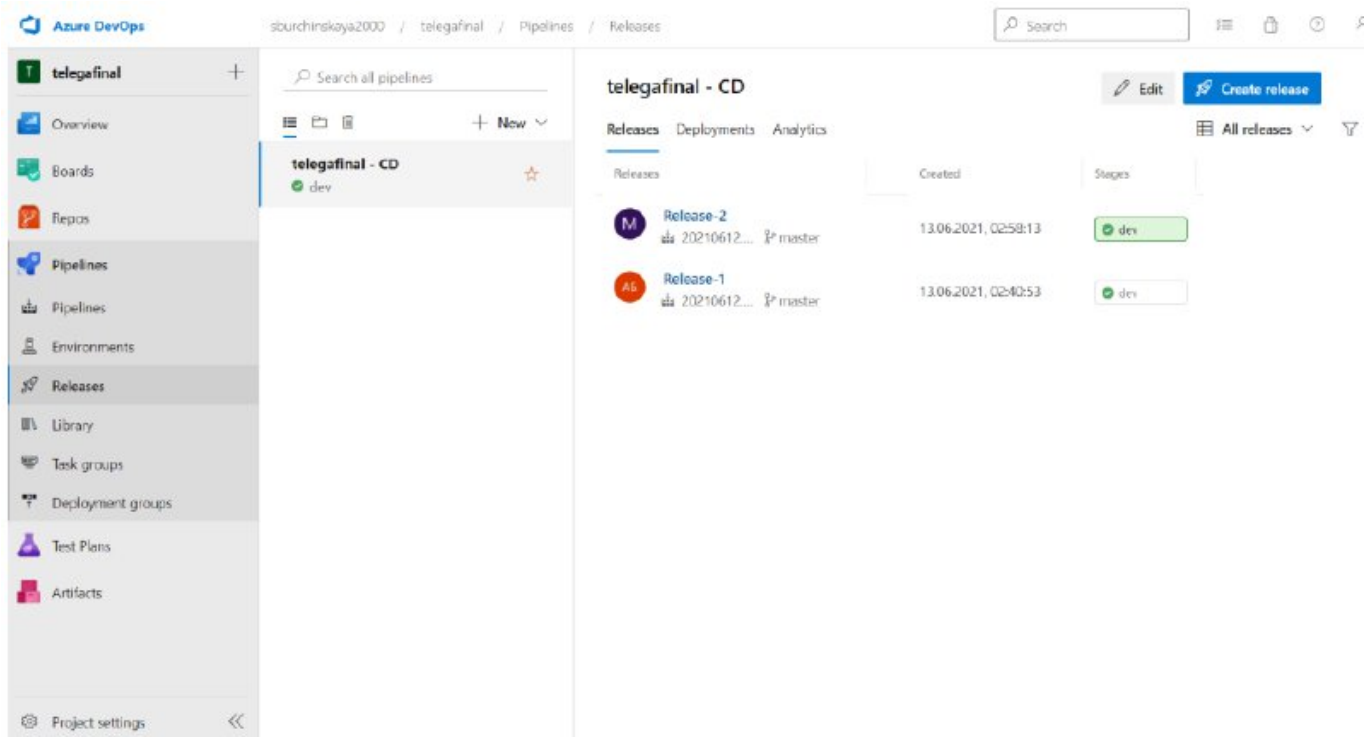 Azure DevOps
sburchinskaya2000 / telegafinal / Pipelines / Releases
Search
T telegafinal
Overview
Boards
Repos
Pipelines
Pipelines
Environments
Releases
Library
Task groups
Deployment groups
Test Plans
Artifacts
Project settings
Search all pipelines
New
telegafinal - CD
dev
telegafinal - CD
Edit
Create release
Releases Deployments Analytics
All releases
Releases Created Stages
M Release-2
20210612... master 13.06.2021, 02:58:13 dev
АБ Release-1
20210612... master 13.06.2021, 02:40:53 dev